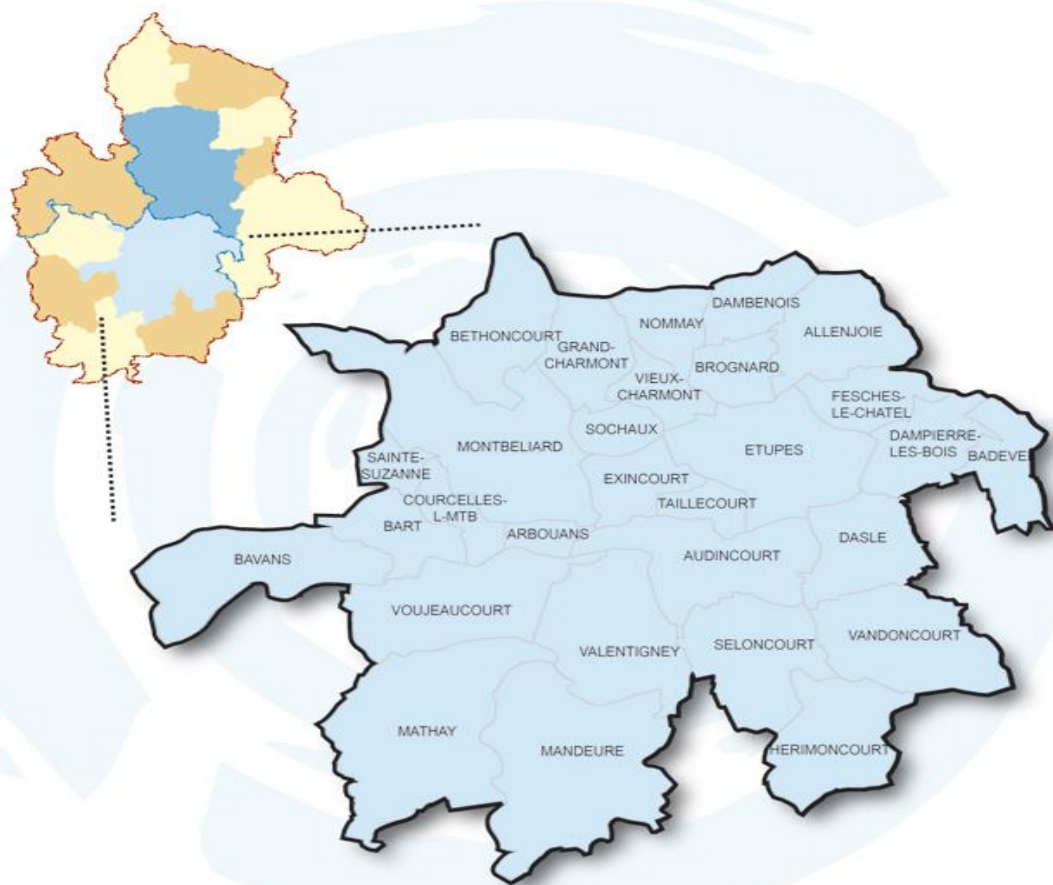 DAMBENOIS
NOMMAY
ALLENJOIE
BETHONCOURT
GRAND-
CHARMONT
BROGNARD
VIEUX-
CHARMONT
FESCHES-
LE-CHATEL
SOCHAUX
DAMPIERRE-
LES-BOIS
MONTBELIARD
ETUPES
BADEVEL
SAINTE-
SUZANNE
EXINCOURT
COURCELLES-
L-MTB
TAILLECOURT
BART
ARBOUANS
DASLE
AUDINCOURT
BAVANS
VOUJEAUCOURT
VANDONCOURT
SELONCOURT
VALENTIGNEY
MATHAY
MANDEURE
HERIMONCOURT